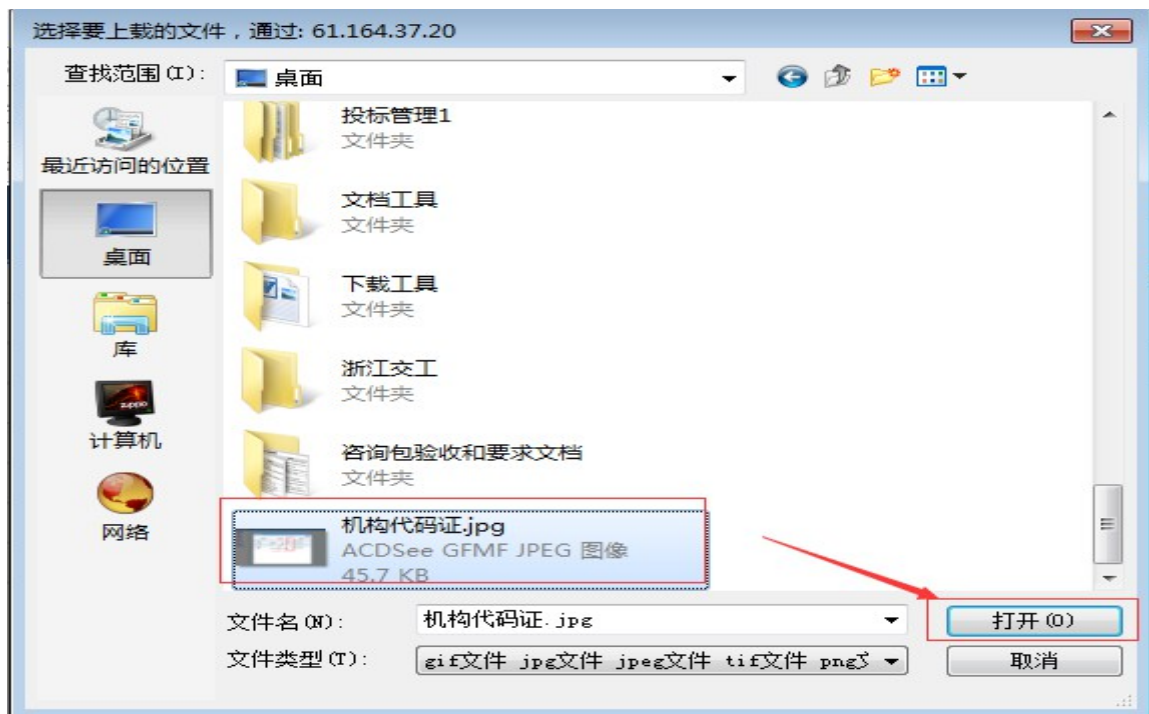 选择要上载的文件，通过: 61.164.37.20
查找范围(I):
桌面
最近访问的位置
桌面
库
计算机
网络
投标管理1
文件夹
文档工具
文件夹
下载工具
文件夹
浙江交工
文件夹
咨询包验收和要求文档
文件夹
机构代码证.jpg
ACDSee GFMF JPEG 图像
45.7 KB
文件名(N):
机构代码证.jpg
打开(O)
文件类型(T):
gif文件 jpg文件 jpeg文件 tif文件 png文
取消